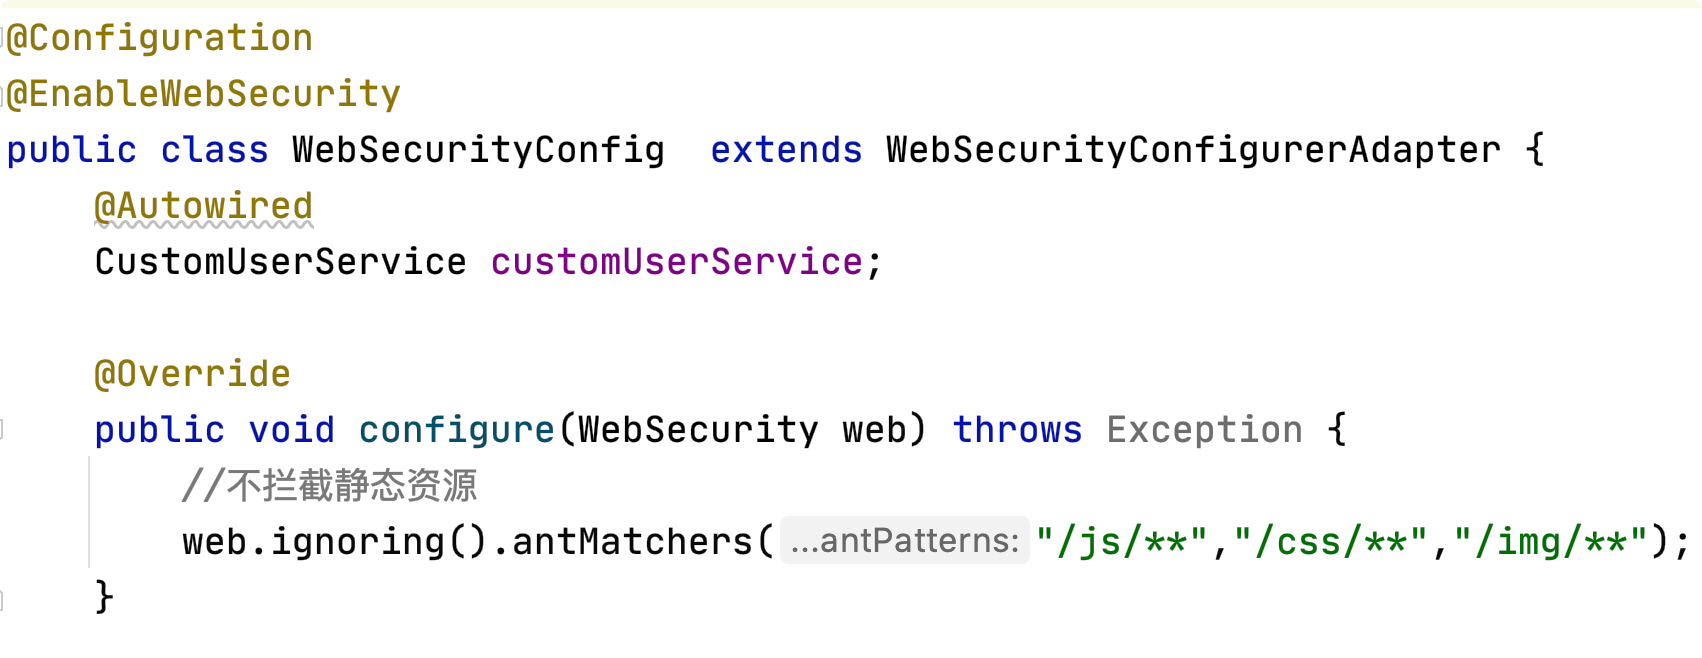 @Configuration
@EnableWebSecurity
public class WebSecurityConfig  extends WebSecurityConfigurerAdapter {
@Autowired
CustomUserService customUserService;
@Override
public void configure(WebSecurity web) throws Exception {
//不拦截静态资源
web.ignoring().antMatchers( ...antPatterns: "/js/**","/css/**","/img/**");
}